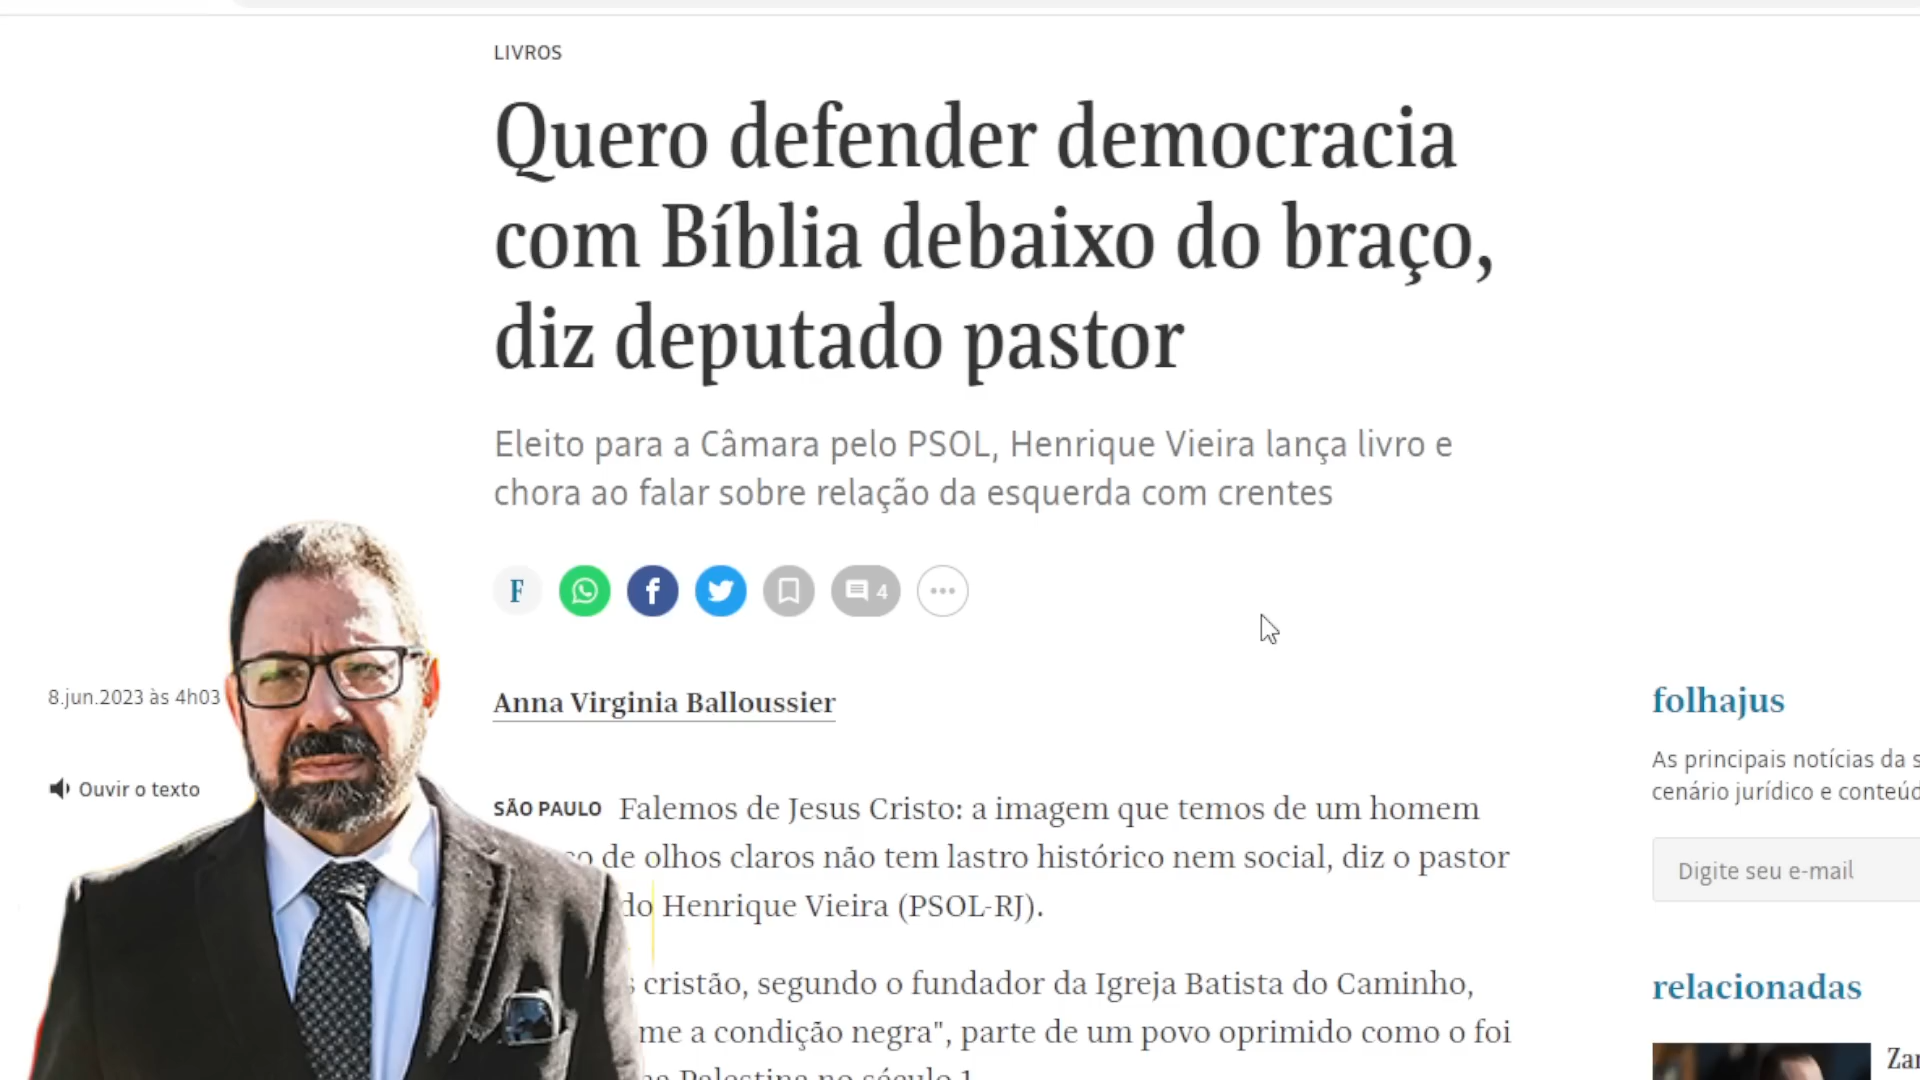 LIVROS
Quero defender democracia
com Bíblia debaixo do braço,
diz deputado pastor
Eleito para a Câmara pelo PSOL, Henrique Vieira lança livro e
chora ao falar sobre relação da esquerda com crentes
F
4
8.jun.2023 às 4h03
Ouvir o texto
Anna Virginia Balloussier
SÃO PAULO Falemos de Jesus Cristo: a imagem que temos de um homem
de olhos claros não tem lastro histórico nem social, diz o pastor
Henrique Vieira (PSOL-RJ).
cristão, segundo o fundador da Igreja Batista do Caminho,
me a condição negra", parte de um povo oprimido como o foi
Palestina no século 1
folhajus
As principais notícias da
cenário jurídico e
Digite seu e-mail
relacionadas